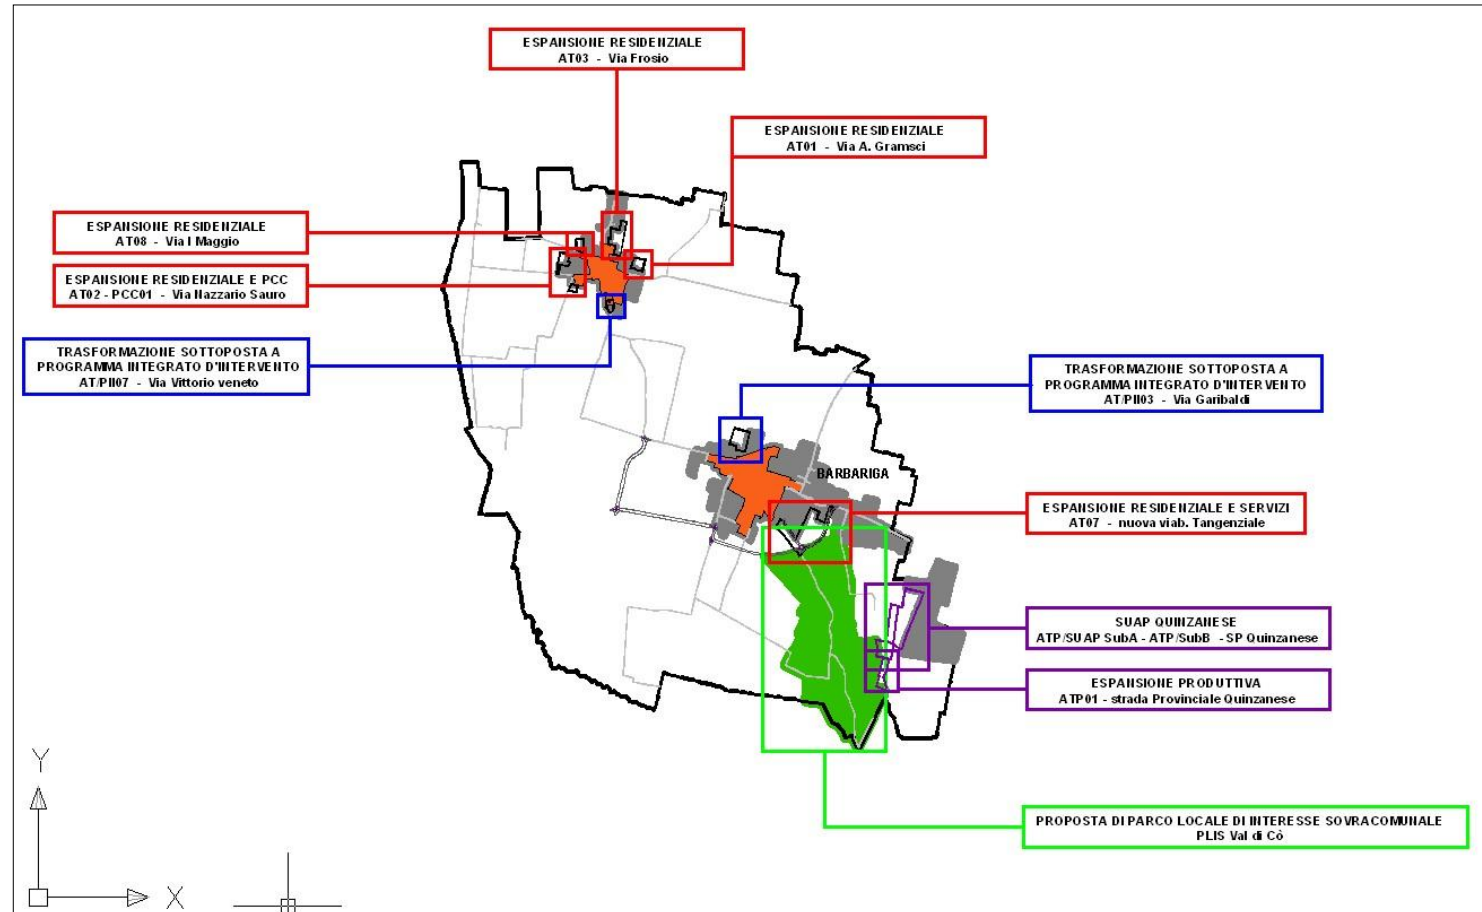 ESPANSIONE RESIDENZIALE
AT03 - Via Frosio
ESPANSIONE RESIDENZIALE
AT01 - Via A. Gramsci
ESPANSIONE RESIDENZIALE
AT08 - Via I Maggio
ESPANSIONE RESIDENZIALE E PCC
AT02 - PCC01 - Via Nazzario Sauro
TRASFORMAZIONE SOTTOPOSTA A
PROGRAMMA INTEGRATO D'INTERVENTO
AT/PII07 - Via Vittorio veneto
TRASFORMAZIONE SOTTOPOSTA A
PROGRAMMA INTEGRATO D'INTERVENTO
AT/PII03 - Via Garibaldi
BARBARIGA
ESPANSIONE RESIDENZIALE E SERVIZI
AT07 - nuova viab. Tangenziale
SUAP QUINZANESE
ATP/SUAP SubA - ATP/SubB - SP Quinzanese
ESPANSIONE PRODUTTIVA
ATP01 - strada Provinciale Quinzanese
PROPOSTA DI PARCO LOCALE DI INTERESSE SOVRACOMUNALE
PLIS Val di Cò
Y
X